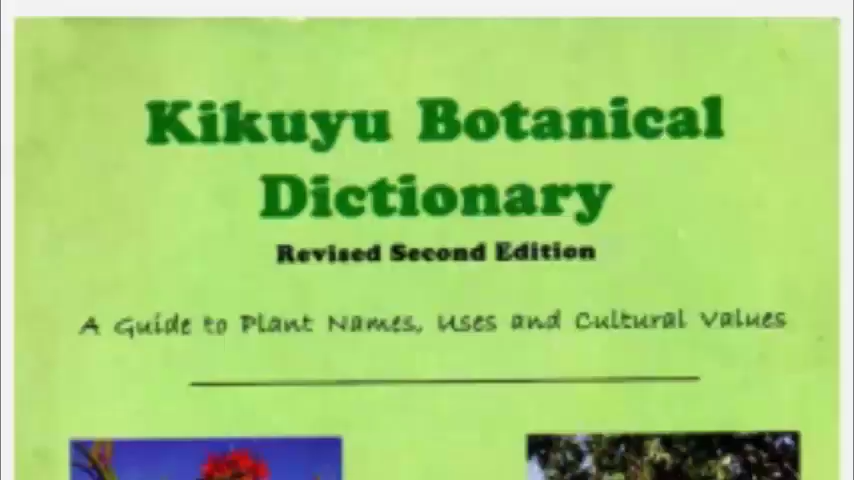 Kikuyu Botanical
Dictionary
Revised Second Edition
A Guide to Plant Names, Uses and Cultural Values